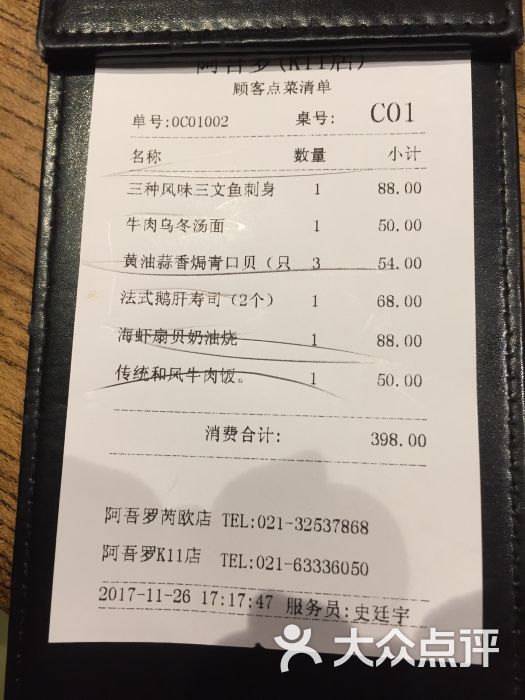 阿吾罗(K11店)
顾客点菜清单
单号:0C01002 桌号: C01
名称 数量 小计
三种风味三文鱼刺身 1 88.00
牛肉乌冬汤面 1 50.00
黄油蒜香焗青口贝（只 3 54.00
法式鹅肝寿司（2个） 1 68.00
海虾扇贝奶油烧 1 88.00
传统和风牛肉饭。 1 50.00
消费合计: 398.00
阿吾罗芮欧店 TEL:021-32537868
阿吾罗K11店 TEL:021-63336050
2017-11-26 17:17:47 服务员:史廷宇
大众点评